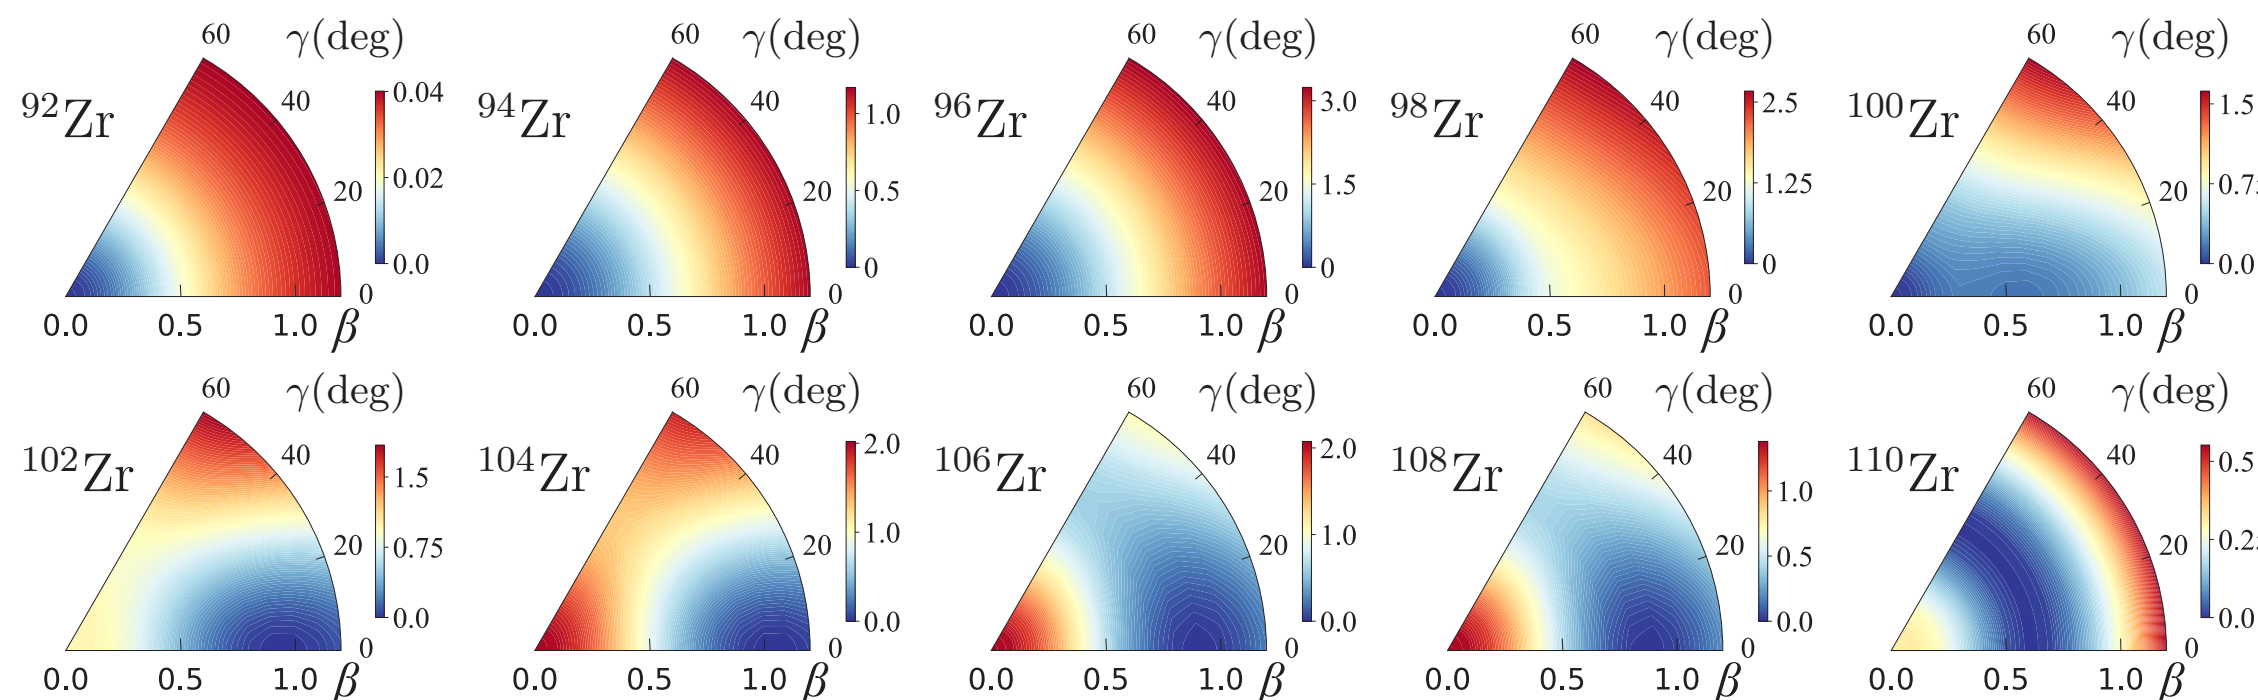 60 γ(deg) 60 γ(deg) 60 γ(deg) 60 γ(deg) 60 γ(deg)
⁹²Zr 40 0.04 0.02 0.0 20 0
⁹⁴Zr 40 1.0 0.5 0 20 0
⁹⁶Zr 40 3.0 1.5 0 20 0
⁹⁸Zr 40 2.5 1.25 0 20 0
¹⁰⁰Zr 40 1.5 0.7 0.0 20 0
0.0 0.5 1.0 β 0.0 0.5 1.0 β 0.0 0.5 1.0 β 0.0 0.5 1.0 β 0.0 0.5 1.0 β
60 γ(deg) 60 γ(deg) 60 γ(deg) 60 γ(deg) 60 γ(deg)
¹⁰²Zr 40 1.5 0.75 0.0 20 0
¹⁰⁴Zr 40 2.0 1.0 0.0 20 0
¹⁰⁶Zr 40 2.0 1.0 0.0 20 0
¹⁰⁸Zr 40 1.0 0.5 0.0 20 0
¹¹⁰Zr 40 0.5 0.2 0.0 20 0
0.0 0.5 1.0 β 0.0 0.5 1.0 β 0.0 0.5 1.0 β 0.0 0.5 1.0 β 0.0 0.5 1.0 β